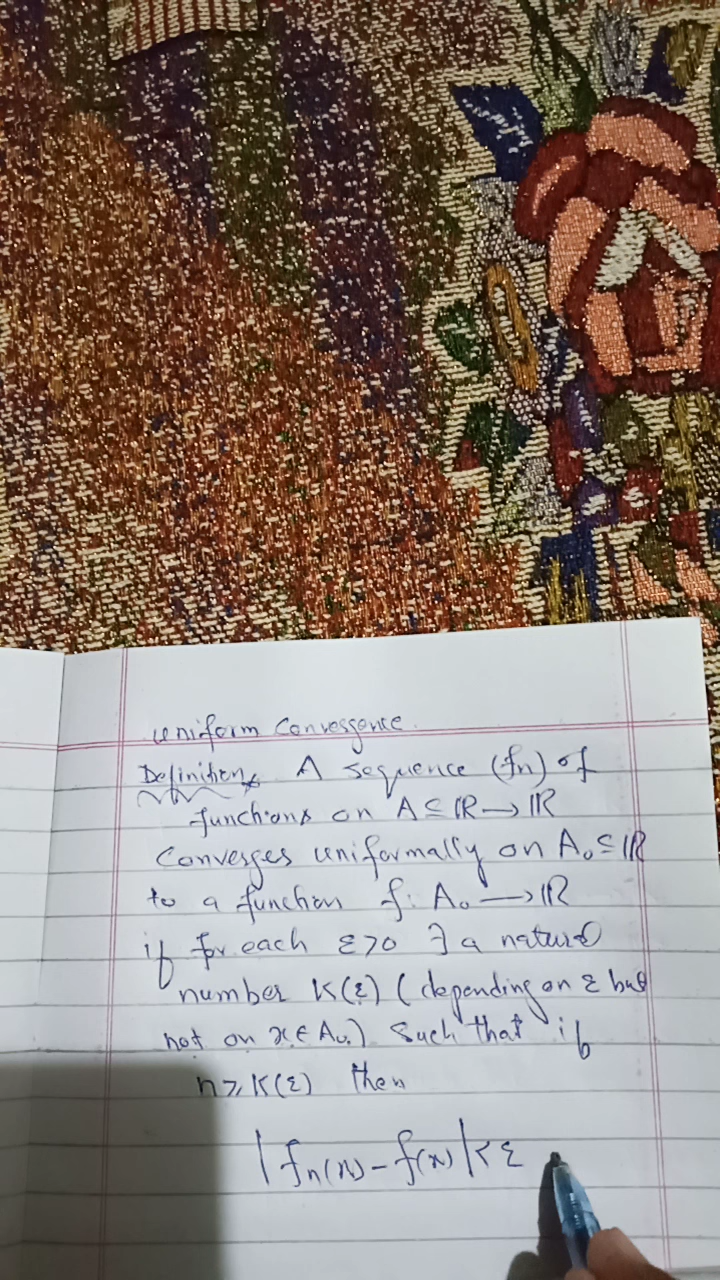 Uniform Convergence.
Definition A sequence (fn) of
functions on A ⊆ ℝ → ℝ
Converges uniformally on A₀ ⊆ ℝ
to a function f: A₀ → ℝ
if for each ε>0 ∃ a natural
number K(ε) (depending on ε but
not on x ∈ A₀) Such that if
n ≥ K(ε) then
|fn(x) - f(x)| < ε